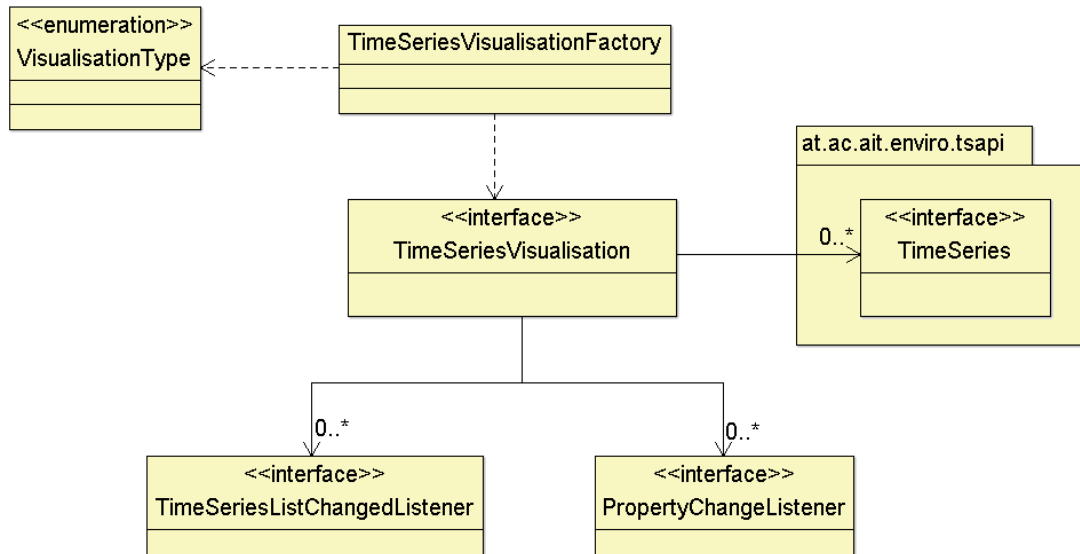 <<enumeration>>
VisualisationType
TimeSeriesVisualisationFactory
at.ac.ait.enviro.tsapi
<<interface>>
TimeSeriesVisualisation
0..*
<<interface>>
TimeSeries
0..*
0..*
<<interface>>
TimeSeriesListChangedListener
<<interface>>
PropertyChangeListener